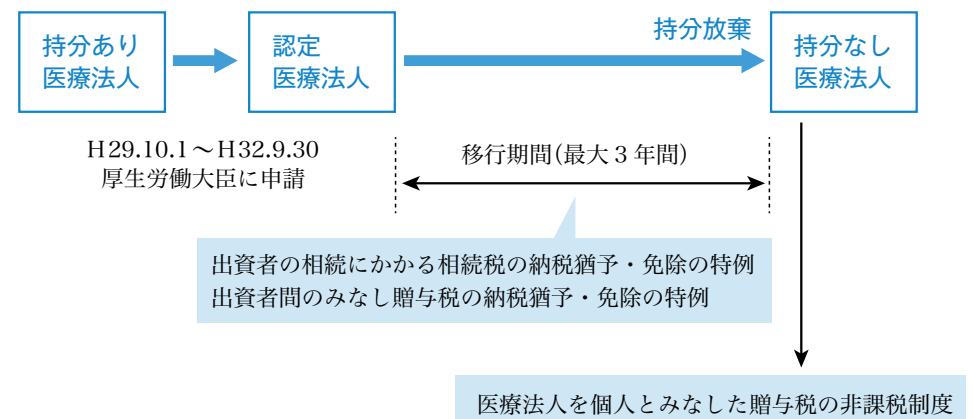 持分あり
医療法人
認定
医療法人
持分放棄
持分なし
医療法人
H29.10.1～H32.9.30
厚生労働大臣に申請
移行期間(最大3年間)
出資者の相続にかかる相続税の納税猶予・免除の特例
出資者間のみなし贈与税の納税猶予・免除の特例
医療法人を個人とみなした贈与税の非課税制度